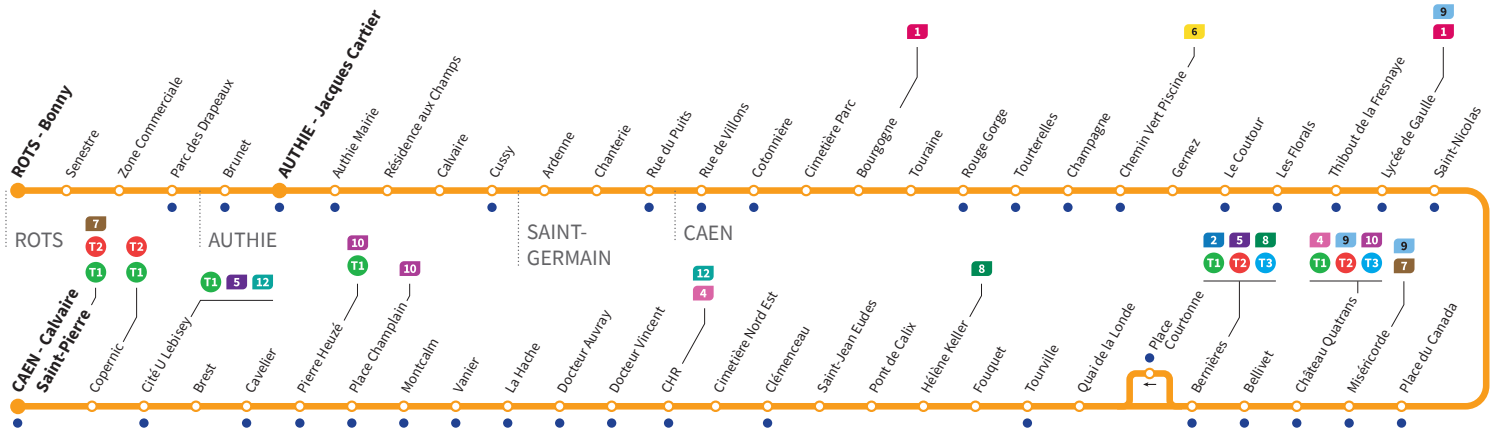 9
1
1
6
ROTS - Bonny
Senestre
Zone Commerciale
Parc des Drapeaux
Brunet
AUTHIE - Jacques Cartier
Authie Mairie
Résidence aux Champs
Calvaire
Cussy
Ardenne
Chanterie
Rue du Puits
Rue de Villons
Cotonnière
Cimetière Parc
Bourgogne
Touraine
Rouge Gorge
Tourterelles
Champagne
Chemin Vert Piscine
Gernez
Le Coutour
Les Florals
Thibout de la Fresnaye
Lycée de Gaulle
Saint-Nicolas
ROTS
AUTHIE
SAINT-
GERMAIN
CAEN
7
T2
T1
T2
T1
T1 5 12
10
T1
10
12
4
8
2 5 8
T1 T2 T3
4 9 10
T1 T2 T3
9
7
CAEN - Calvaire
Saint-Pierre
Copernic
Cité U Lebisey
Brest
Cavelier
Pierre Heuzé
Place Champlain
Montcalm
Vanier
La Hache
Docteur Auvray
Docteur Vincent
CHR
Cimetière Nord Est
Clémenceau
Saint-Jean Eudes
Pont de Calix
Hélène Keller
Fouquet
Tourville
Quai de la Londe
Place
Courtonne
Bernières
Bellivet
Château Quatrans
Miséricorde
Place du Canada